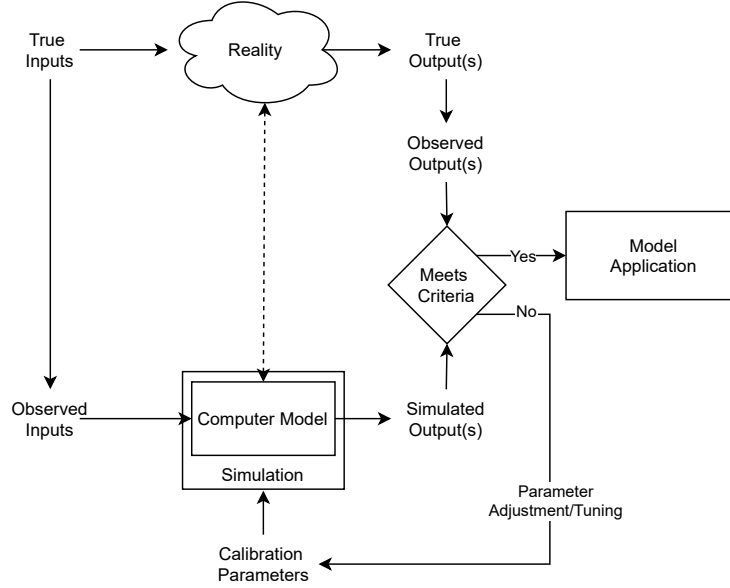 True
Inputs
Reality
True
Output(s)
Observed
Output(s)
Meets
Criteria
Yes
Model
Application
No
Observed
Inputs
Computer Model
Simulation
Simulated
Output(s)
Parameter
Adjustment/Tuning
Calibration
Parameters